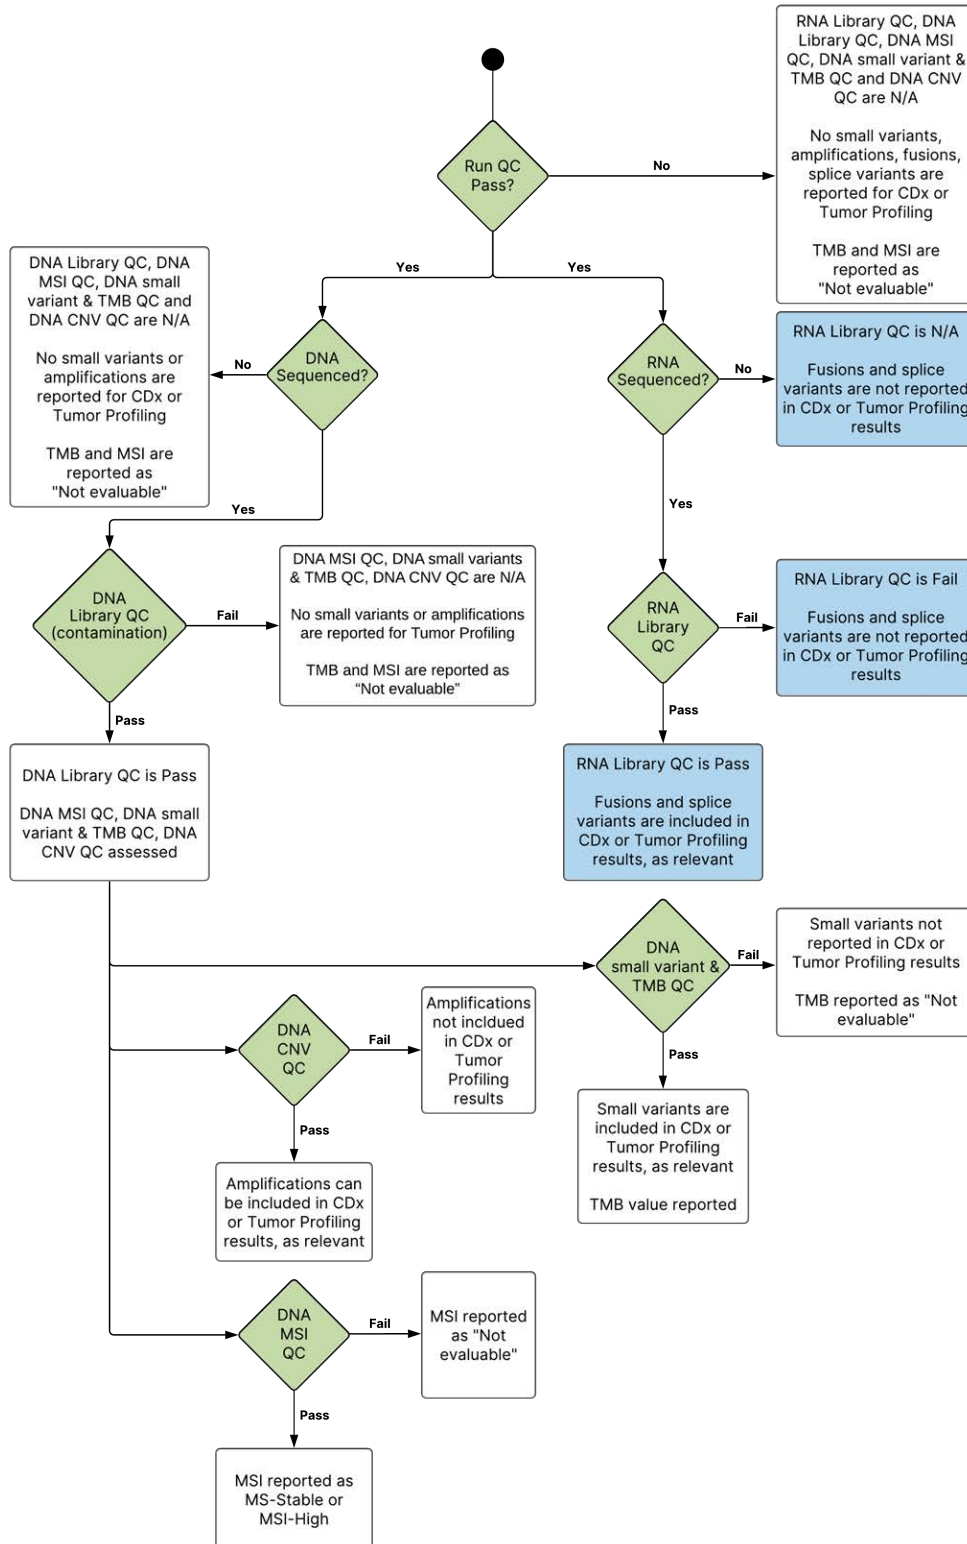 RNA Library QC, DNA
Library QC, DNA MSI
QC, DNA small variant &
TMB QC and DNA CNV
QC are N/A
No small variants,
amplifications, fusions,
splice variants are
reported for CDx or
Tumor Profiling
TMB and MSI are
reported as
"Not evaluable"
Run QC
Pass?
No
Yes
Yes
DNA Library QC, DNA
MSI QC, DNA small
variant & TMB QC and
DNA CNV QC are N/A
No small variants or
amplifications are
reported for CDx or
Tumor Profiling
TMB and MSI are
reported as
"Not evaluable"
No
DNA
Sequenced?
RNA
Sequenced?
No
RNA Library QC is N/A
Fusions and splice
variants are not reported
in CDx or Tumor Profiling
results
Yes
Yes
DNA
Library QC
(contamination)
Fail
DNA MSI QC, DNA small variants
& TMB QC, DNA CNV QC are N/A
No small variants or amplifications
are reported for Tumor Profiling
TMB and MSI are reported as
"Not evaluable"
RNA
Library
QC
Fail
RNA Library QC is Fail
Fusions and splice
variants are not reported
in CDx or Tumor Profiling
results
Pass
Pass
DNA Library QC is Pass
DNA MSI QC, DNA small
variant & TMB QC, DNA
CNV QC assessed
RNA Library QC is Pass
Fusions and splice
variants are included in
CDx or Tumor Profiling
results, as relevant
DNA
small variant &
TMB QC
Fail
Small variants not
reported in CDx or
Tumor Profiling results
TMB reported as "Not
evaluable"
DNA
CNV
QC
Fail
Amplifications
not incldued
in CDx or
Tumor
Profiling
results
Pass
Pass
Small variants are
included in CDx or
Tumor Profiling
results, as relevant
TMB value reported
Amplifications can
be included in CDx
or Tumor Profiling
results, as relevant
DNA
MSI
QC
Fail
MSI reported
as "Not
evaluable"
Pass
MSI reported as
MS-Stable or
MSI-High